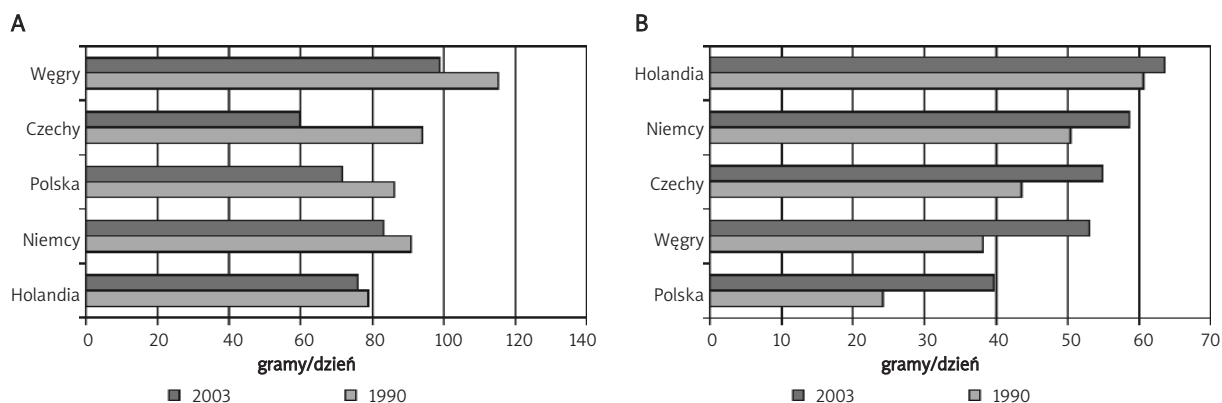 A
Węgry
Czechy
Polska
Niemcy
Holandia
0 20 40 60 80 100 120 140
gramy/dzień
2003 1990
B
Holandia
Niemcy
Czechy
Węgry
Polska
0 10 20 30 40 50 60 70
gramy/dzień
2003 1990